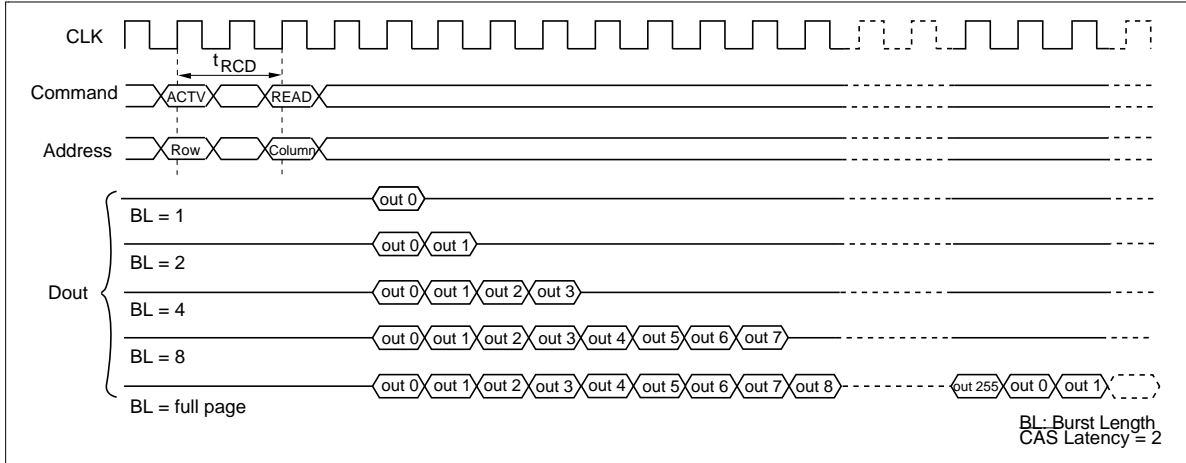 CLK
tRCD
Command ACTV READ
Address Row Column
out 0
BL = 1
out 0 out 1
BL = 2
Dout
out 0 out 1 out 2 out 3
BL = 4
out 0 out 1 out 2 out 3 out 4 out 5 out 6 out 7
BL = 8
out 0 out 1 out 2 out 3 out 4 out 5 out 6 out 7 out 8 out 255 out 0 out 1
BL = full page
BL: Burst Length
CAS Latency = 2